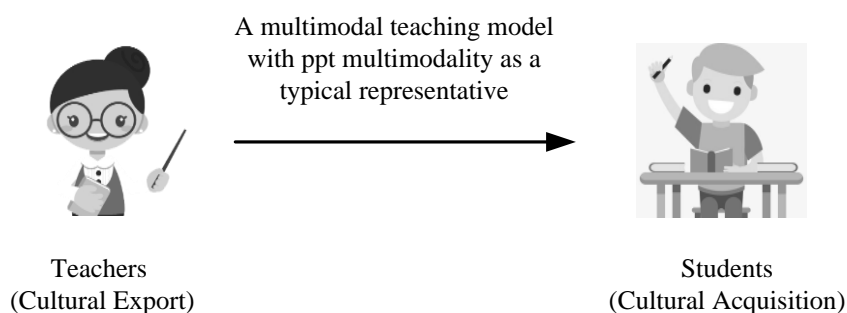 A multimodal teaching model
with ppt multimodality as a
typical representative
Teachers
(Cultural Export)
Students
(Cultural Acquisition)